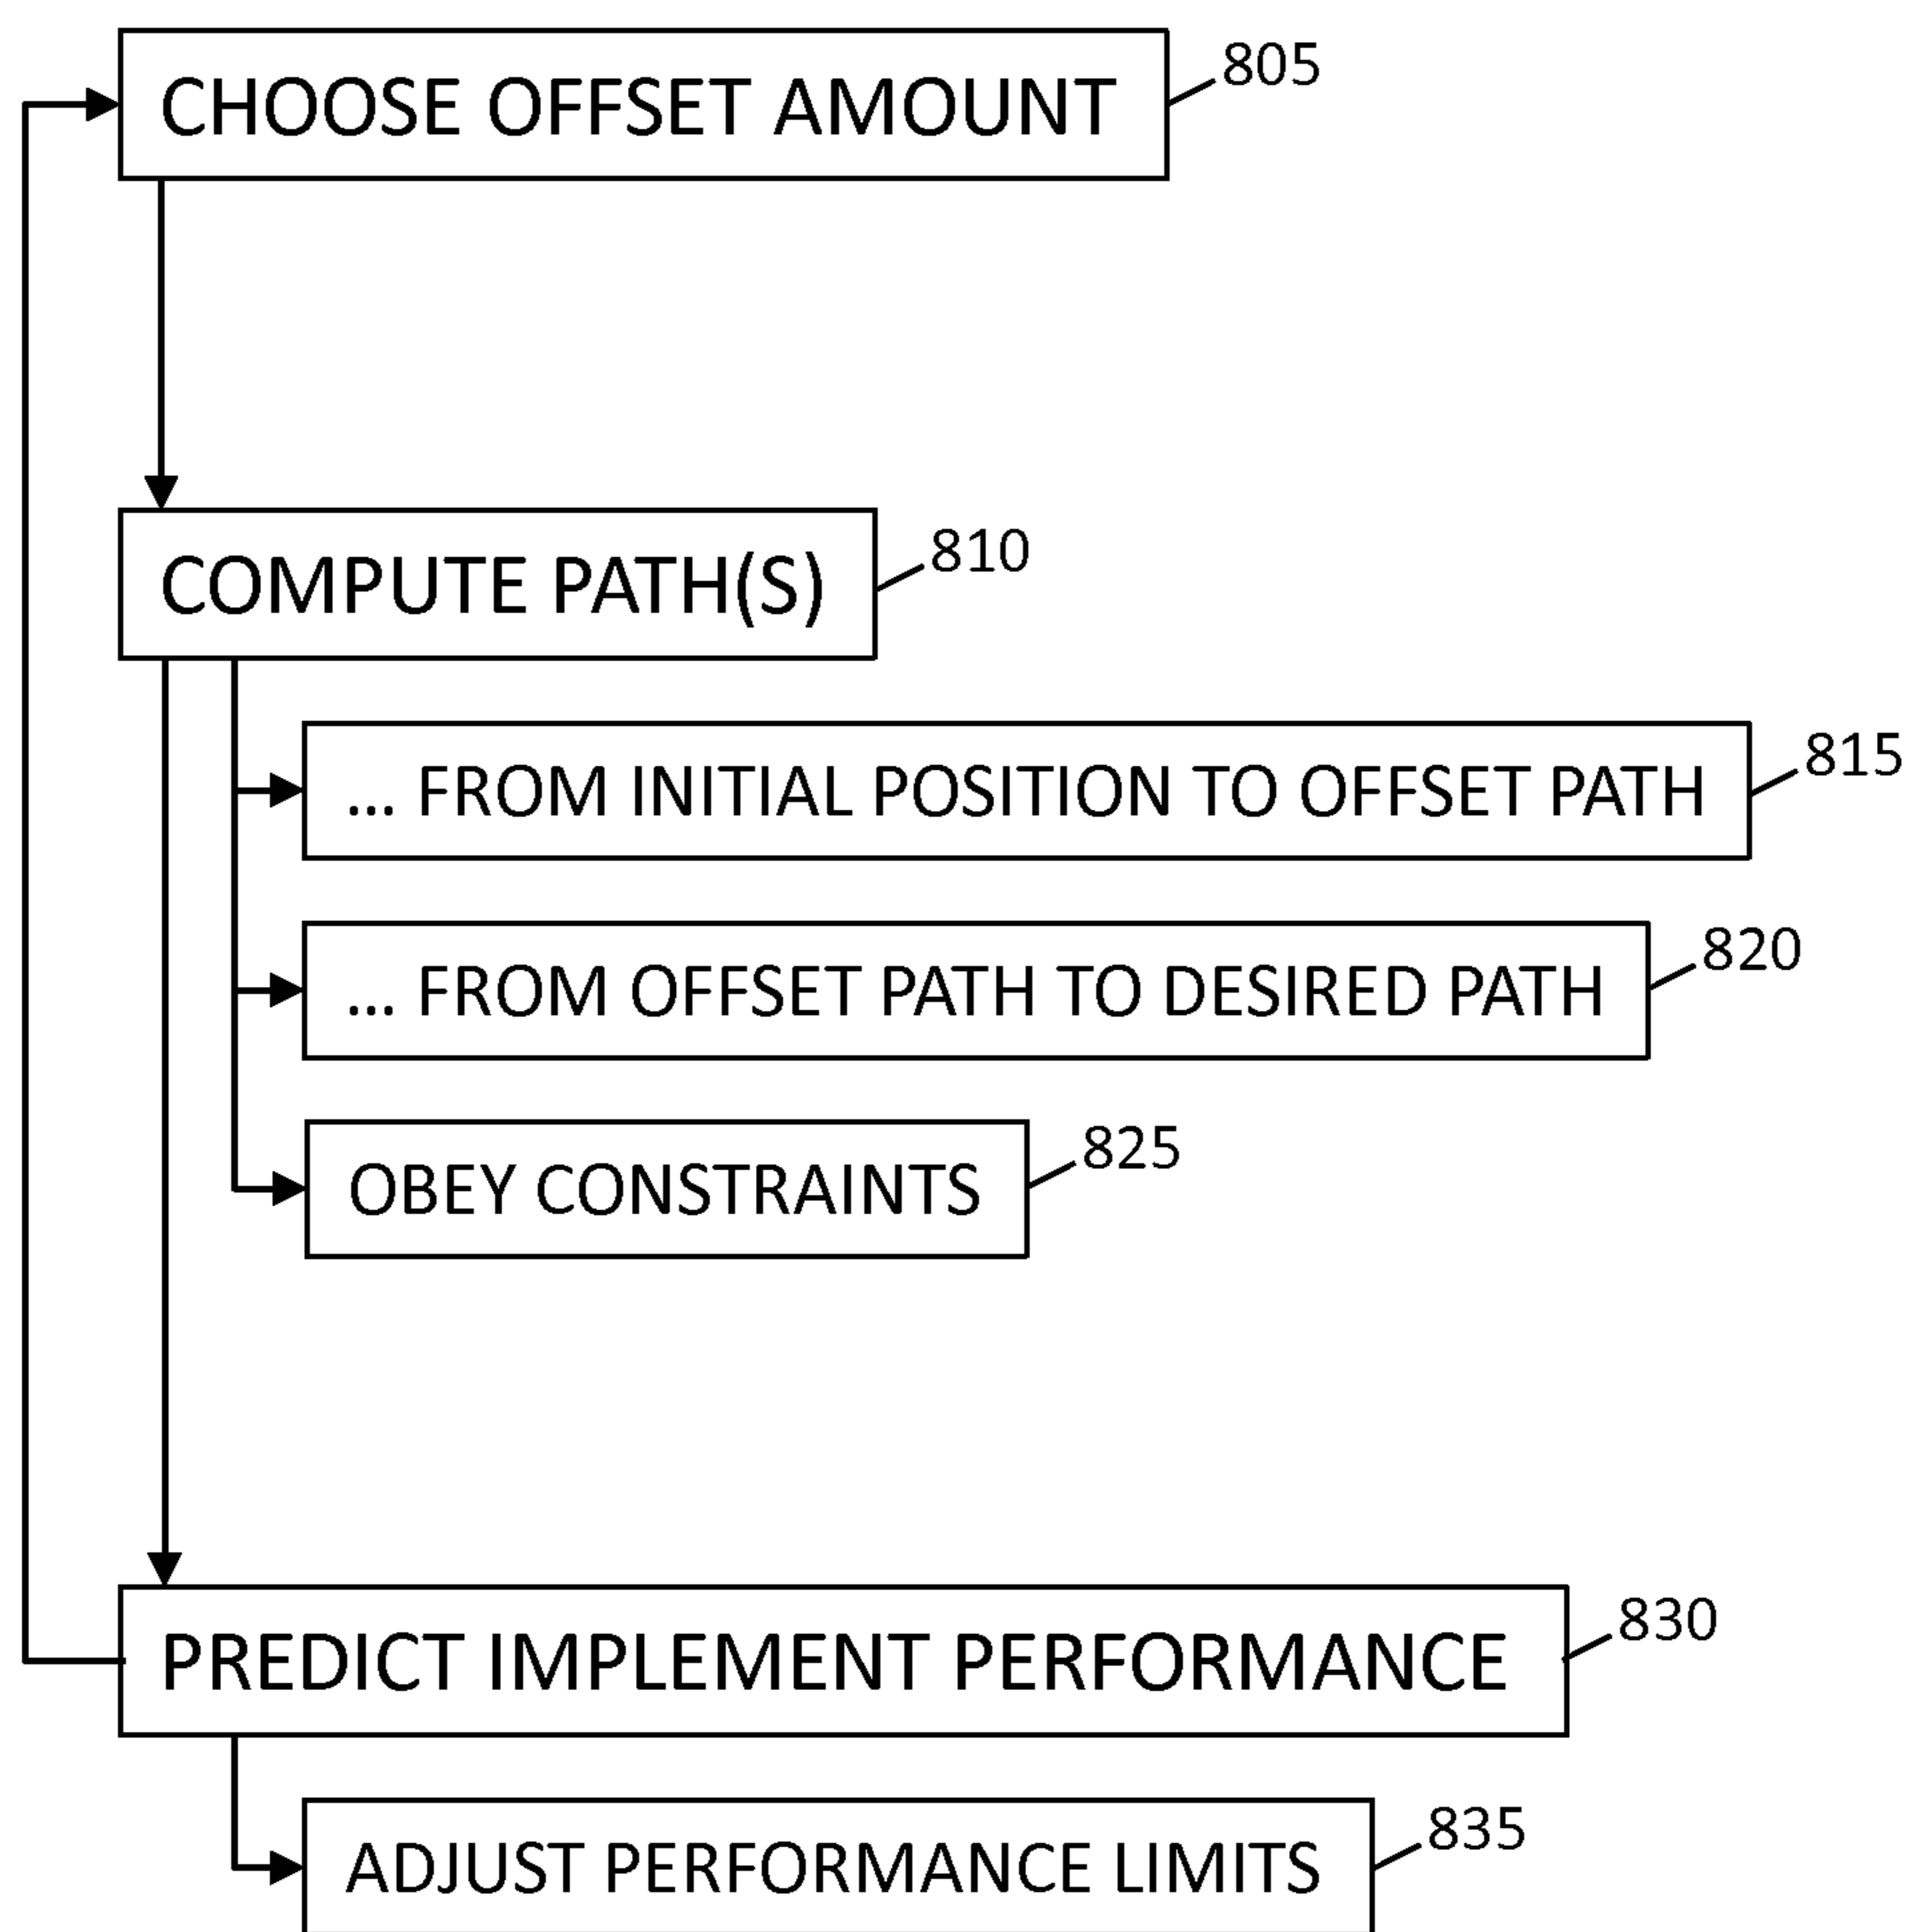 CHOOSE OFFSET AMOUNT 805
COMPUTE PATH(S) 810
... FROM INITIAL POSITION TO OFFSET PATH 815
... FROM OFFSET PATH TO DESIRED PATH 820
OBEY CONSTRAINTS 825
PREDICT IMPLEMENT PERFORMANCE 830
ADJUST PERFORMANCE LIMITS 835